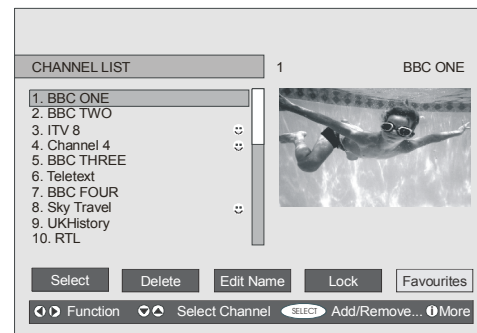 CHANNEL LIST
1 BBC ONE
1. BBC ONE
2. BBC TWO
3. ITV 8
4. Channel 4
5. BBC THREE
6. Teletext
7. BBC FOUR
8. Sky Travel
9. UKHistory
10. RTL
Select Delete Edit Name Lock Favourites
Function Select Channel SELECT Add/Remove... i More